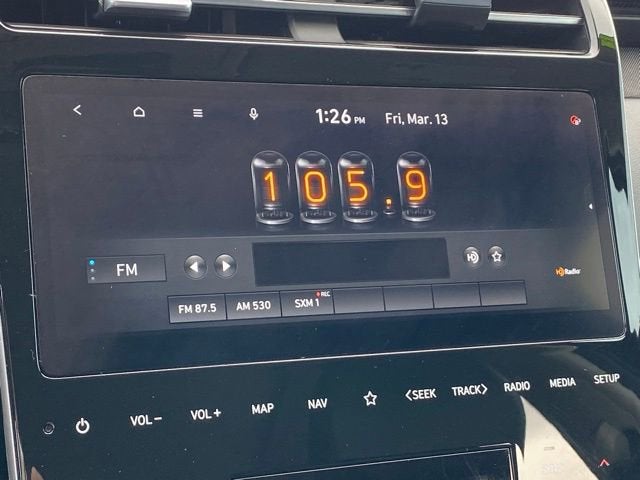 1:26 PM Fri, Mar. 13
105.9
FM
HD Radio
FM 87.5 AM 530 SXM 1 REC
VOL− VOL+ MAP NAV <SEEK TRACK> RADIO MEDIA SETUP